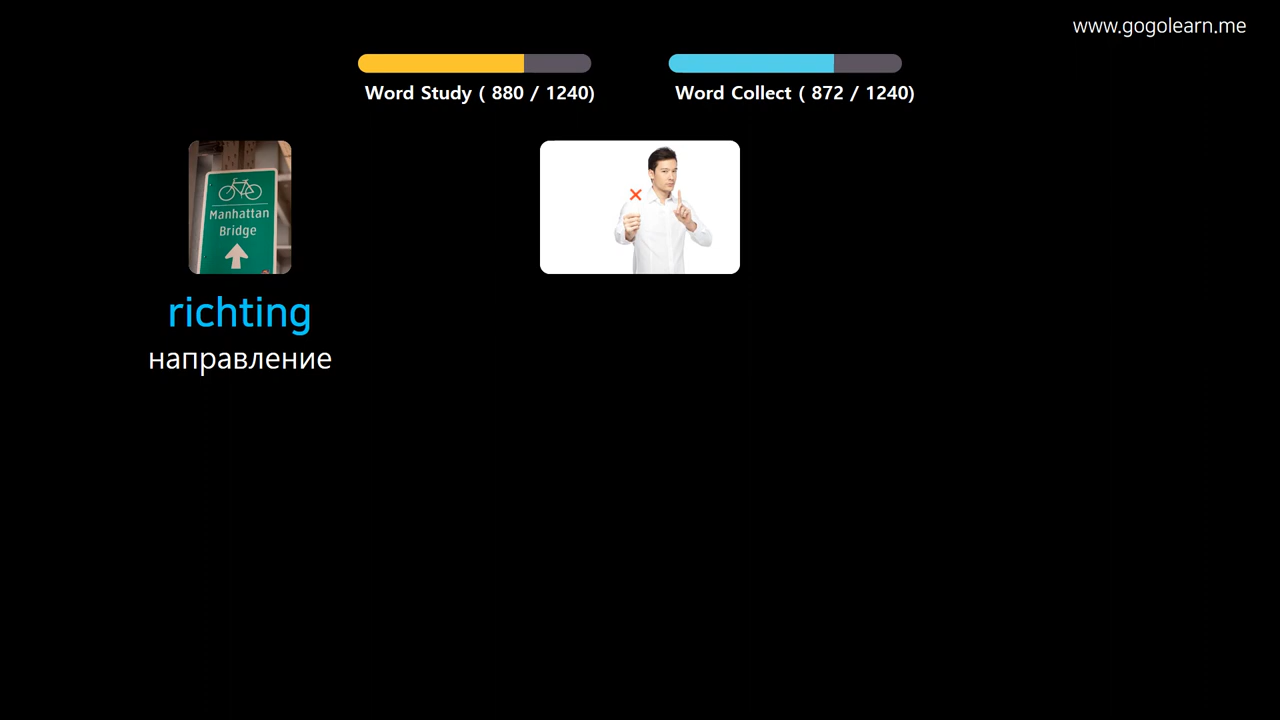 www.gogolearn.me
Word Study ( 880 / 1240)
Word Collect ( 872 / 1240)
Manhattan
Bridge
richting
направление